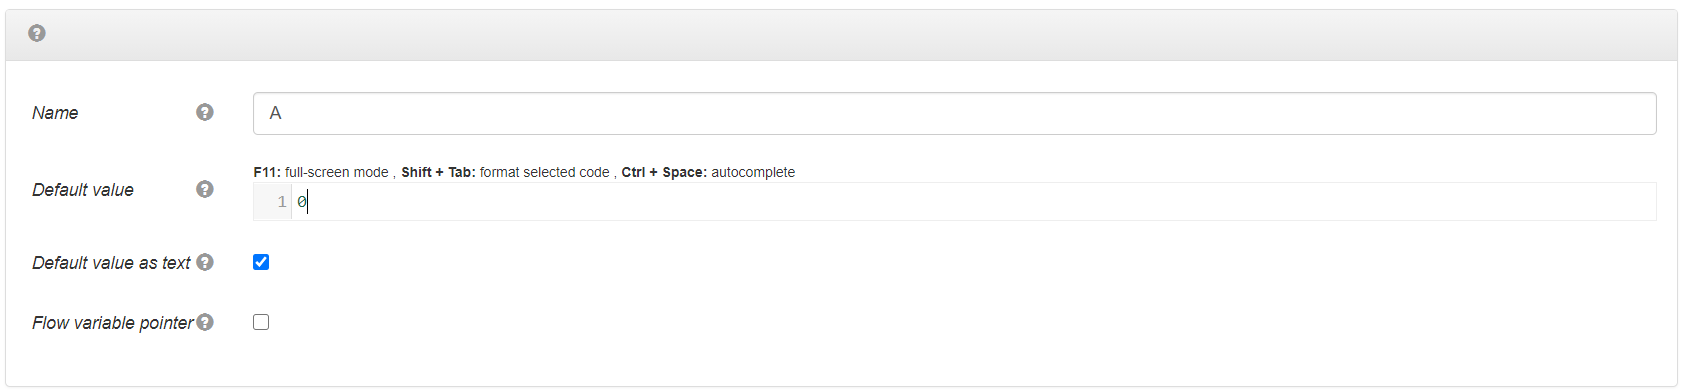 Name A
F11: full-screen mode , Shift + Tab: format selected code , Ctrl + Space: autocomplete
Default value
1 0
Default value as text
Flow variable pointer